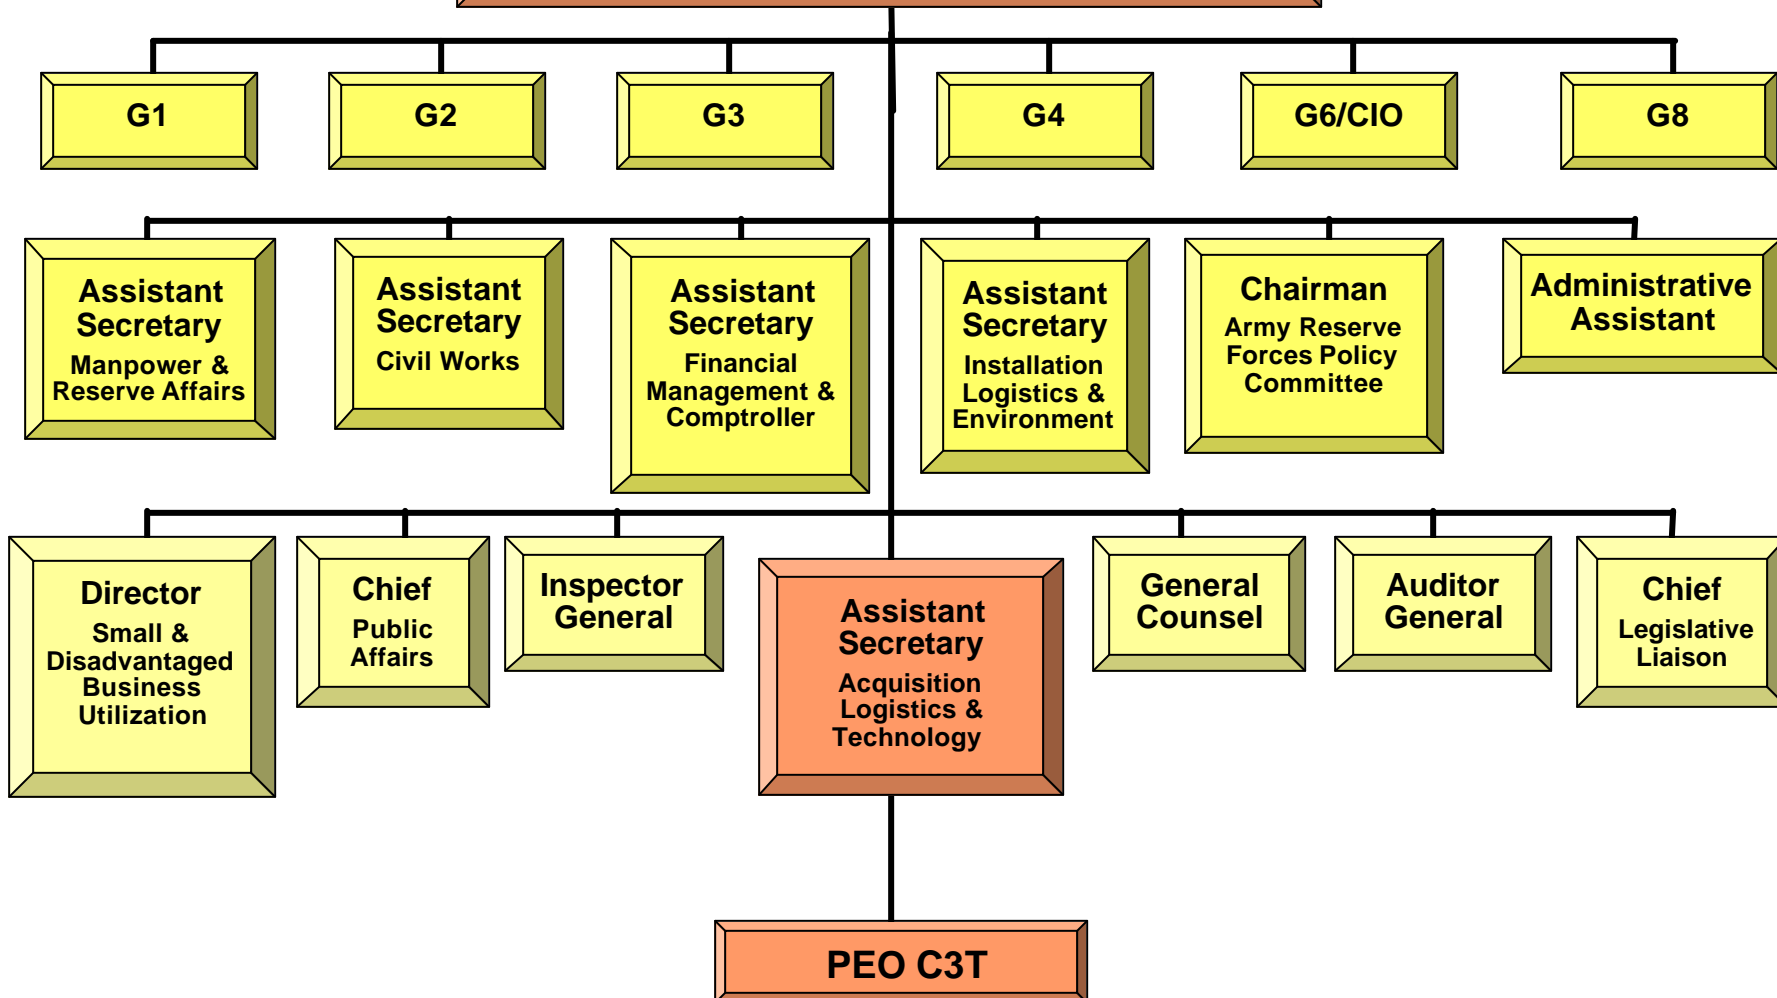 G1
G2
G3
G4
G6/CIO
G8
Assistant
Secretary
Manpower &
Reserve Affairs
Assistant
Secretary
Civil Works
Assistant
Secretary
Financial
Management &
Comptroller
Assistant
Secretary
Installation
Logistics &
Environment
Chairman
Army Reserve
Forces Policy
Committee
Administrative
Assistant
Director
Small &
Disadvantaged
Business
Utilization
Chief
Public
Affairs
Inspector
General
Assistant
Secretary
Acquisition
Logistics &
Technology
General
Counsel
Auditor
General
Chief
Legislative
Liaison
PEO C3T